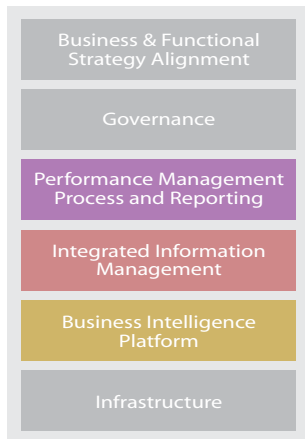 Business & Functional
Strategy Alignment
Governance
Performance Management
Process and Reporting
Integrated Information
Management
Business Intelligence
Platform
Infrastructure